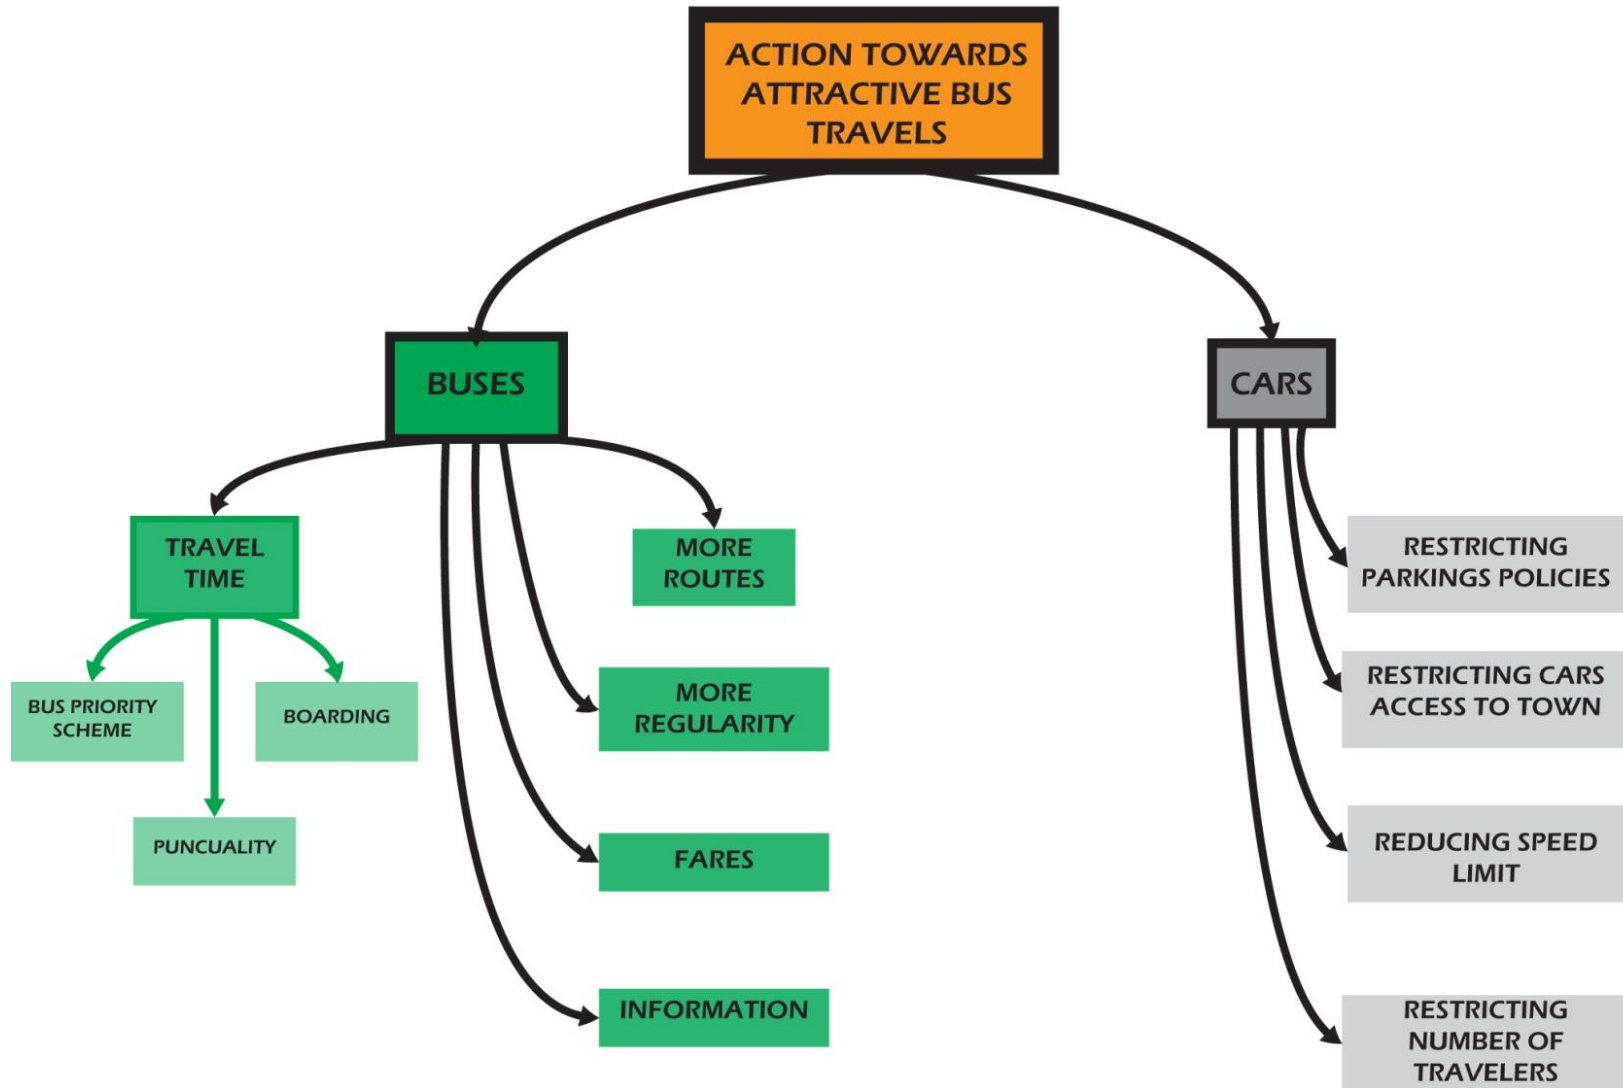 ACTION TOWARDS
ATTRACTIVE BUS
TRAVELS
BUSES
CARS
TRAVEL
TIME
MORE
ROUTES
RESTRICTING
PARKINGS POLICIES
BUS PRIORITY
SCHEME
BOARDING
MORE
REGULARITY
RESTRICTING CARS
ACCESS TO TOWN
PUNCUALITY
FARES
REDUCING SPEED
LIMIT
INFORMATION
RESTRICTING
NUMBER OF
TRAVELERS